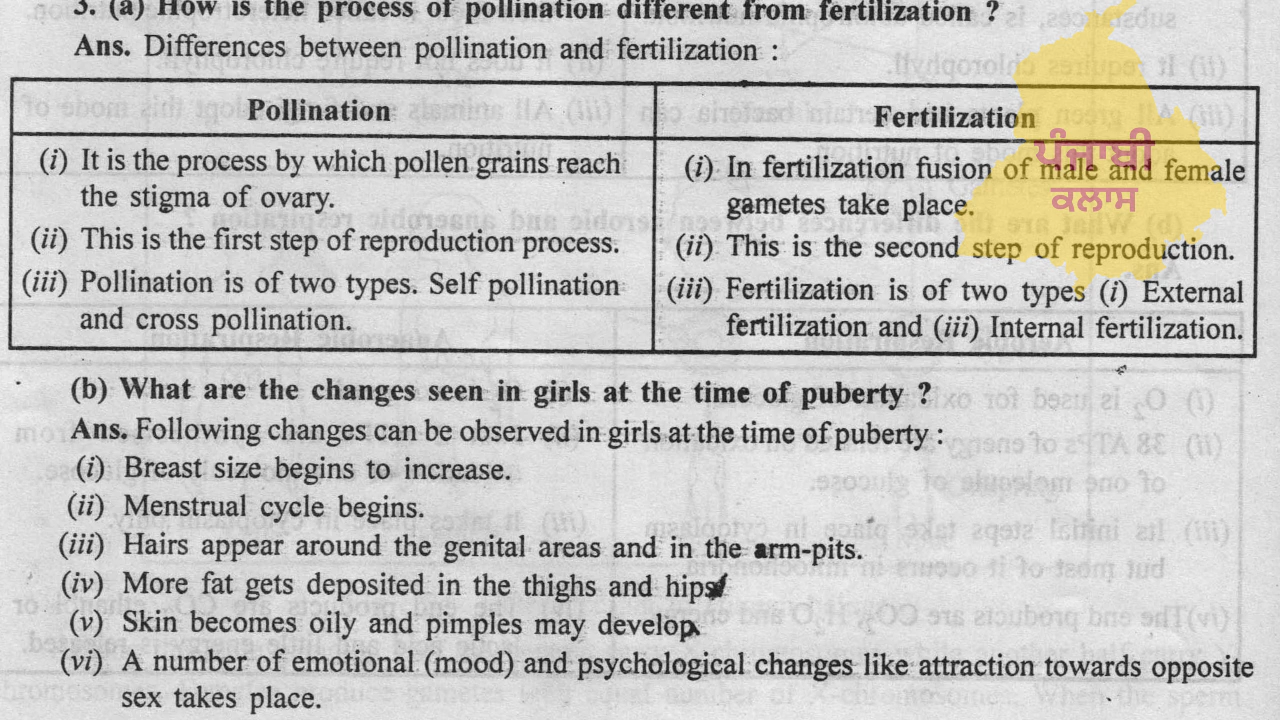 3. (a) How is the process of pollination different from fertilization ?
Ans. Differences between pollination and fertilization :
Pollination
(i) It is the process by which pollen grains reach
the stigma of ovary.
(ii) This is the first step of reproduction process.
(iii) Pollination is of two types. Self pollination
and cross pollination.
Fertilization
(i) In fertilization fusion of male and female
gametes take place.
(ii) This is the second step of reproduction.
(iii) Fertilization is of two types (i) External
fertilization and (iii) Internal fertilization.
ਪੰਜਾਬੀ
ਕਲਾਸ
(b) What are the changes seen in girls at the time of puberty ?
Ans. Following changes can be observed in girls at the time of puberty :
(i) Breast size begins to increase.
(ii) Menstrual cycle begins.
(iii) Hairs appear around the genital areas and in the arm-pits.
(iv) More fat gets deposited in the thighs and hips.
(v) Skin becomes oily and pimples may develop.
(vi) A number of emotional (mood) and psychological changes like attraction towards opposite
sex takes place.